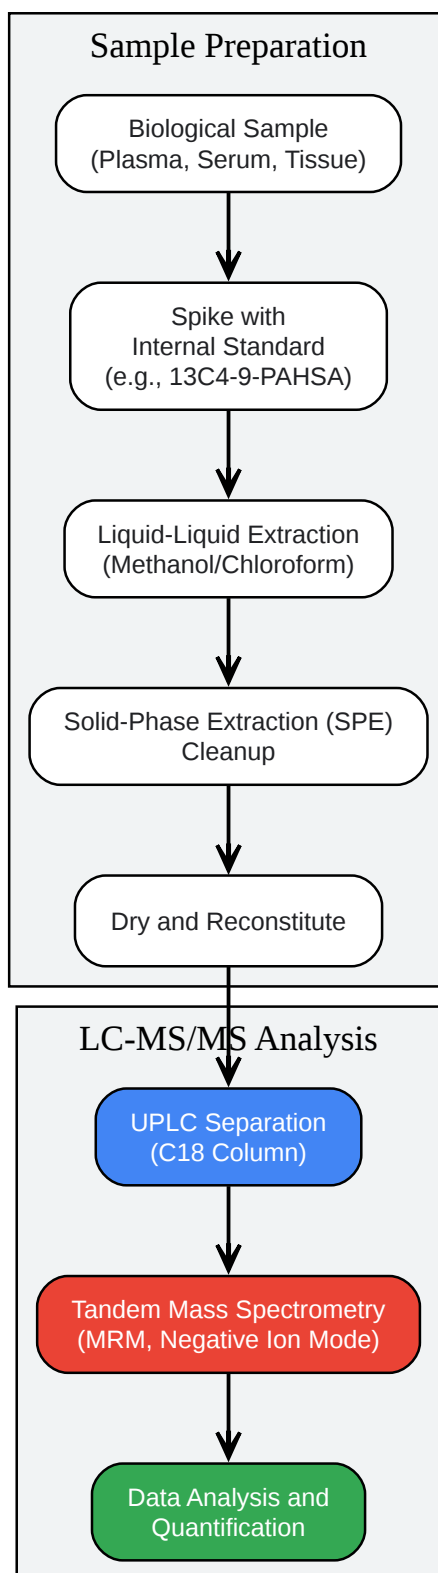 Sample Preparation
Biological Sample
(Plasma, Serum, Tissue)
Spike with
Internal Standard
(e.g., 13C4-9-PAHSA)
Liquid-Liquid Extraction
(Methanol/Chloroform)
Solid-Phase Extraction (SPE)
Cleanup
Dry and Reconstitute
LC-MS/MS Analysis
UPLC Separation
(C18 Column)
Tandem Mass Spectrometry
(MRM, Negative Ion Mode)
Data Analysis and
Quantification